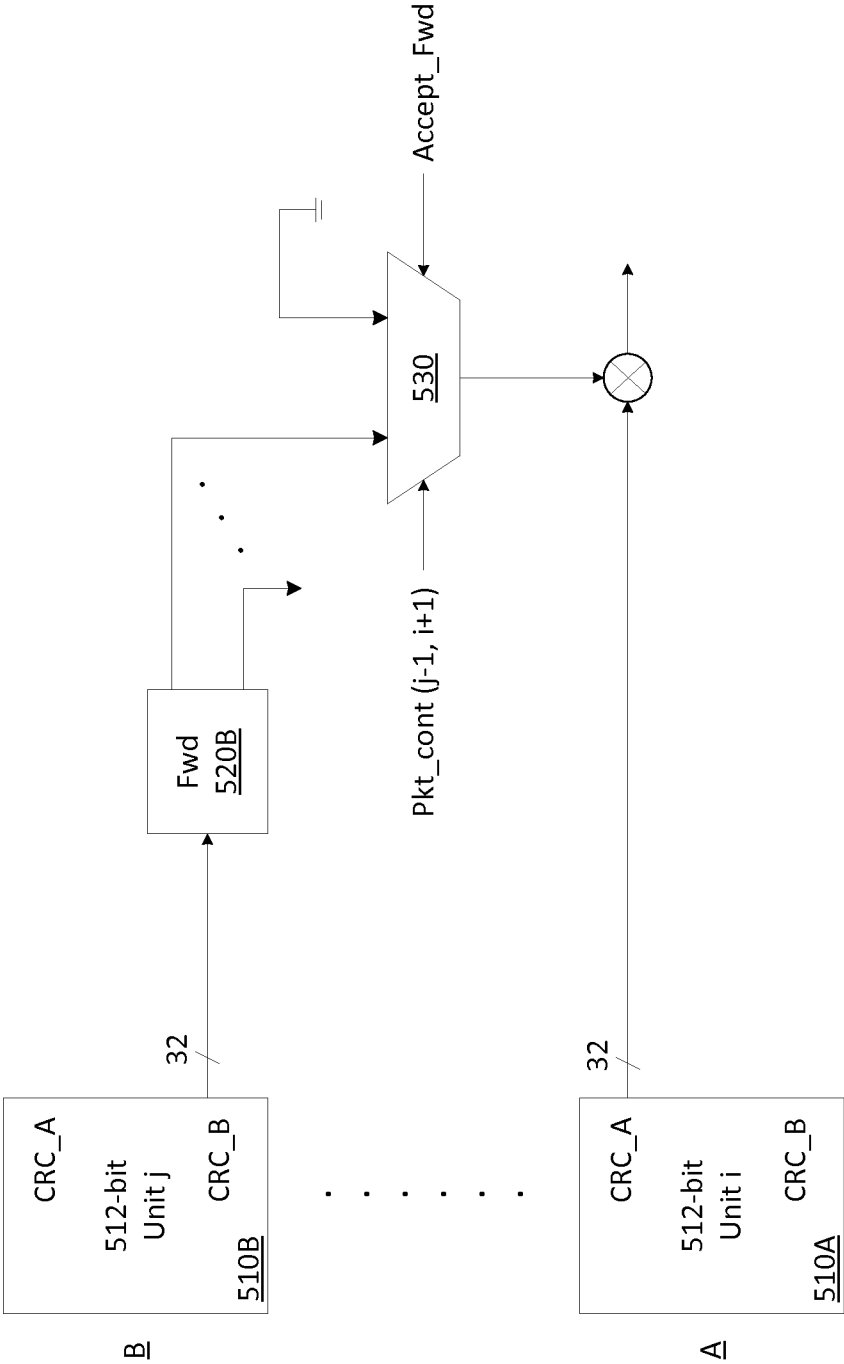 B
CRC_A
512-bit
Unit j
CRC_B
510B
32
Fwd
520B
Pkt_cont (j-1, i+1)
530
Accept_Fwd
A
CRC_A
512-bit
Unit i
CRC_B
510A
32